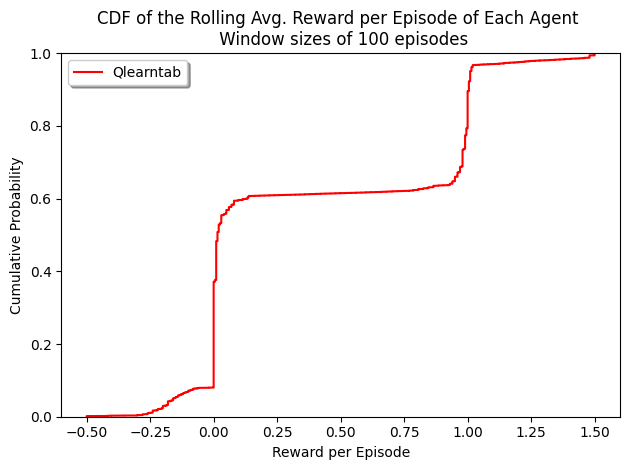 CDF of the Rolling Avg. Reward per Episode of Each Agent
Window sizes of 100 episodes
Qlearntab
1.0
0.8
0.6
0.4
0.2
0.0
Cumulative Probability
−0.50 −0.25 0.00 0.25 0.50 0.75 1.00 1.25 1.50
Reward per Episode